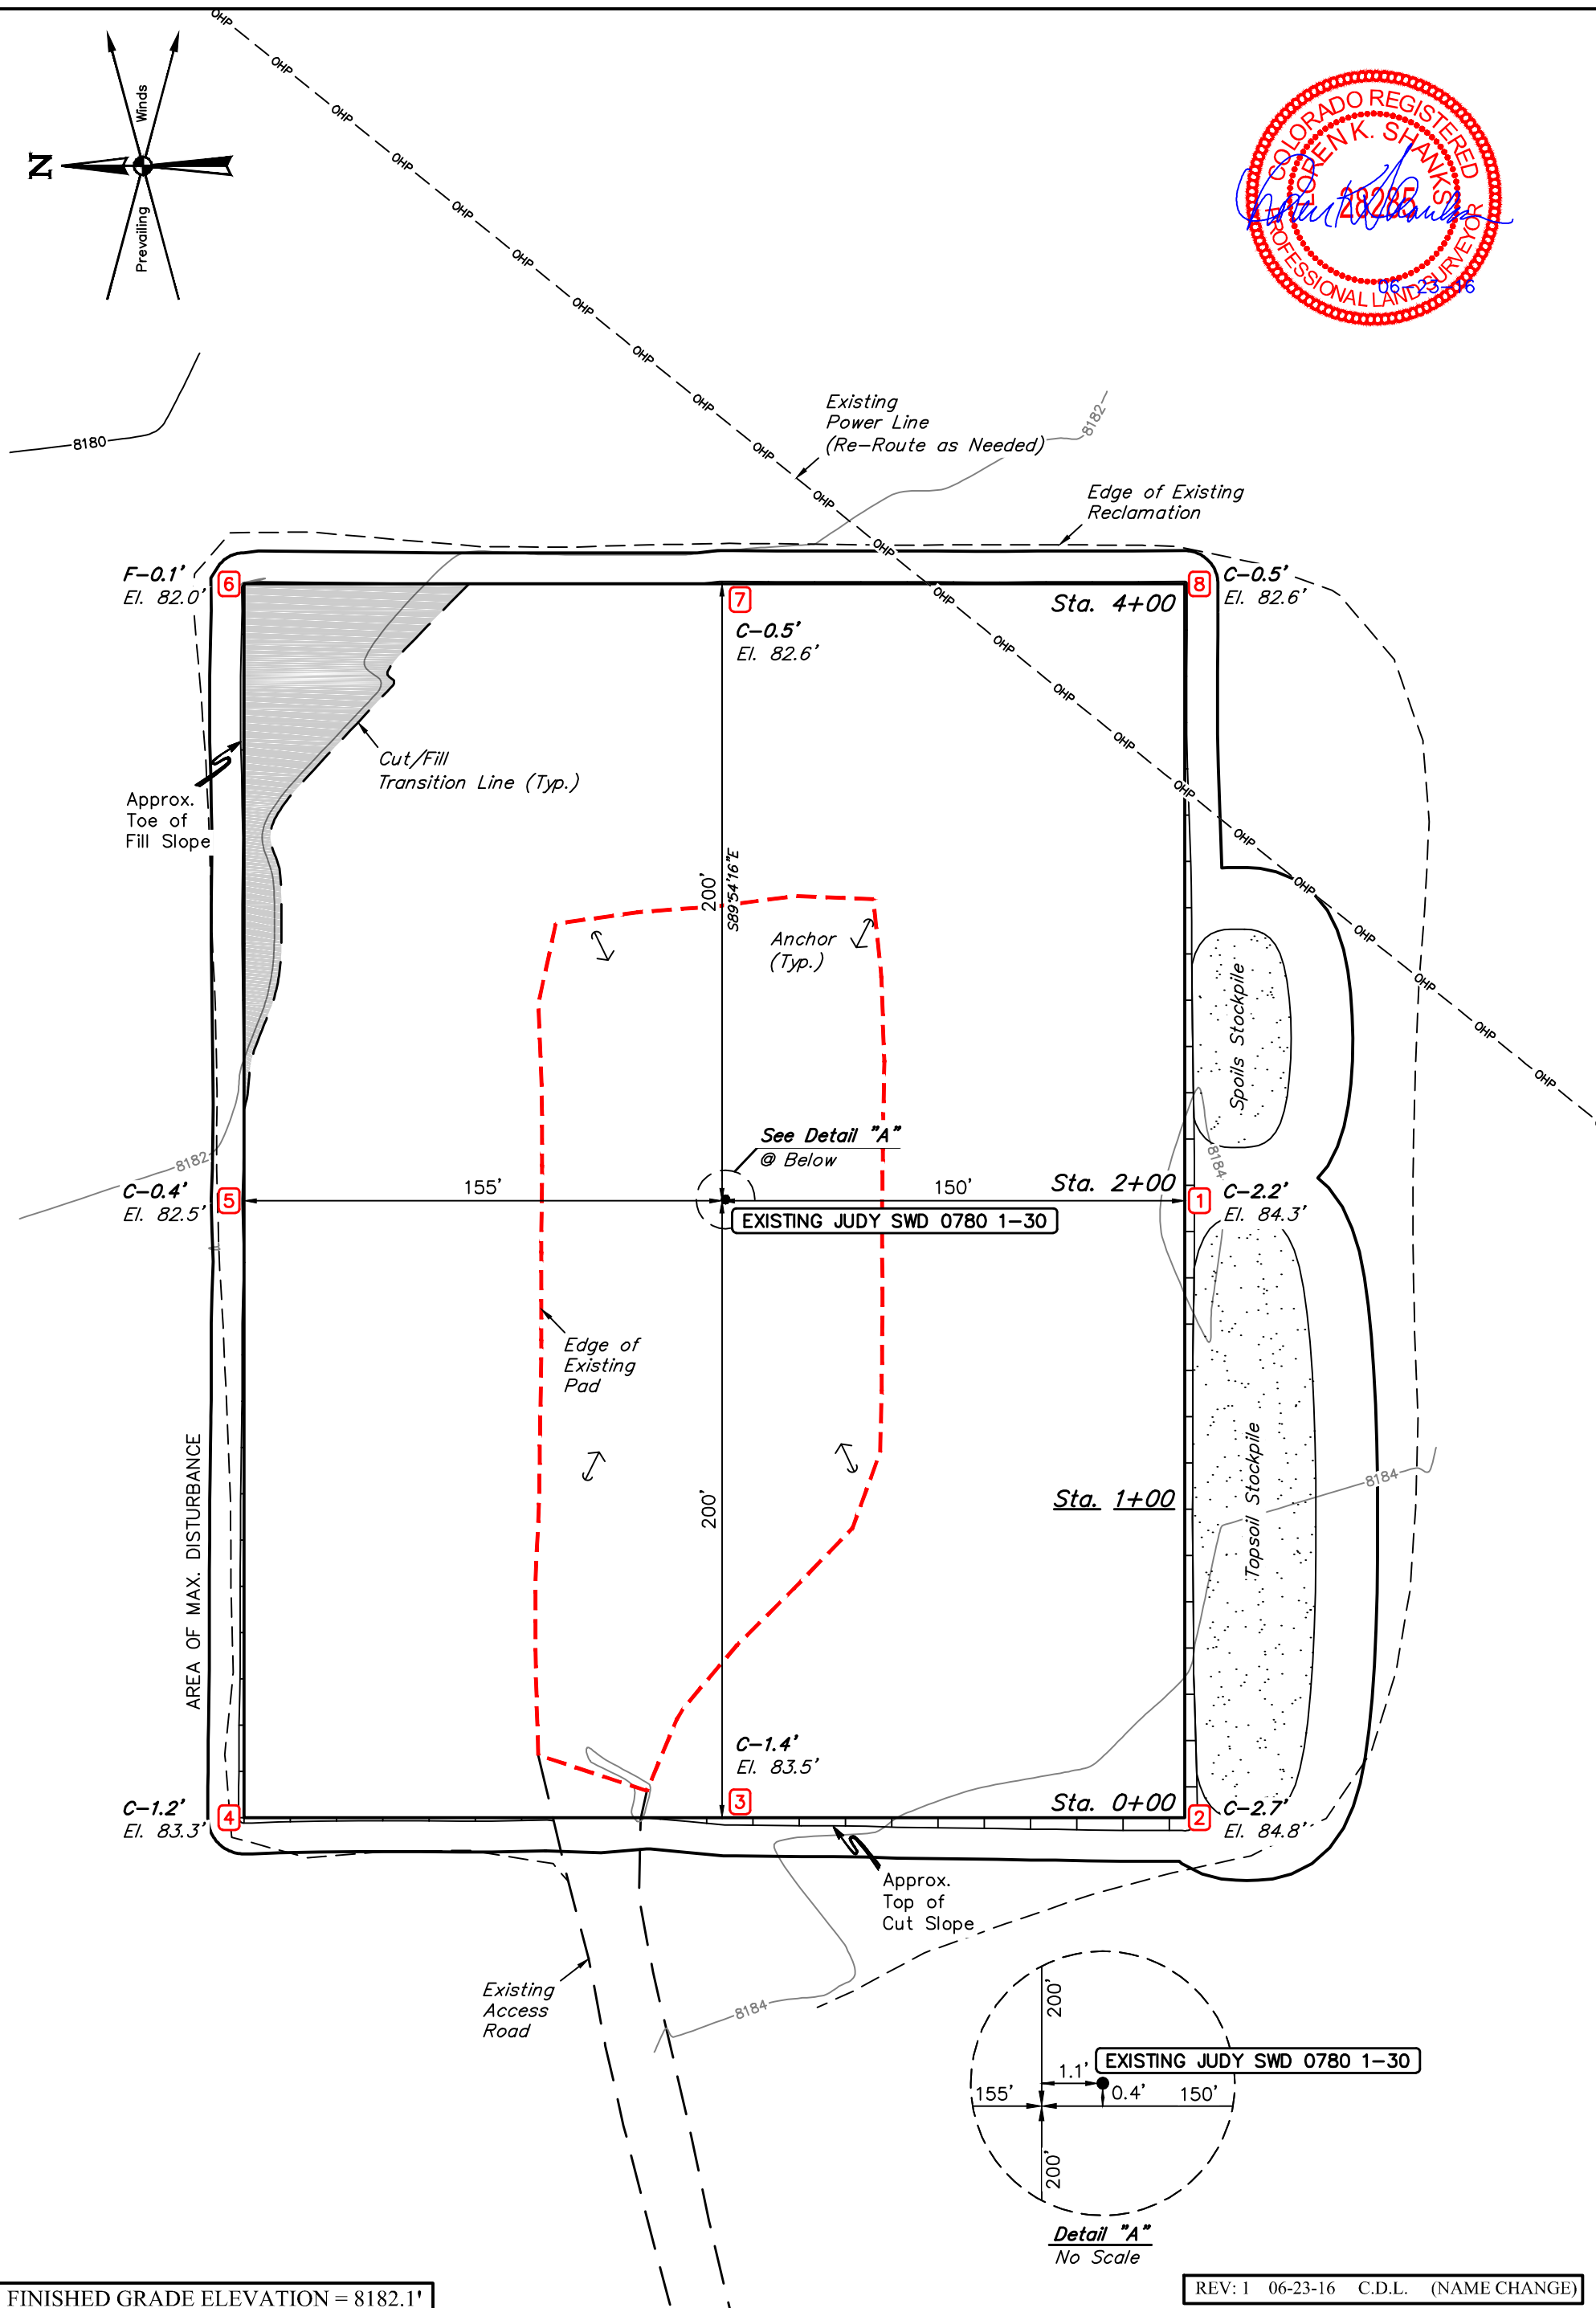 OHP
N
Winds
Prevailing
COLORADO REGISTERED
LOREN K. SHANKS
28285
PROFESSIONAL LAND SURVEYOR
06-23-16
8180
8182
Existing
Power Line
(Re-Route as Needed)
Edge of Existing
Reclamation
F-0.1'
El. 82.0'
6
7
C-0.5'
El. 82.6'
Sta. 4+00
8
C-0.5'
El. 82.6'
Cut/Fill
Transition Line (Typ.)
Approx.
Toe of
Fill Slope
200'
S89°54'16"E
Anchor
(Typ.)
Spoils Stockpile
See Detail "A"
@ Below
8182
8184
C-0.4'
El. 82.5'
5
155'
150'
Sta. 2+00
1
C-2.2'
El. 84.3'
EXISTING JUDY SWD 0780 1-30
Edge of
Existing
Pad
AREA OF MAX. DISTURBANCE
200'
Sta. 1+00
Topsoil Stockpile
8184
C-1.4'
El. 83.5'
C-1.2'
El. 83.3'
4
3
Sta. 0+00
2
C-2.7'
El. 84.8'
Approx.
Top of
Cut Slope
Existing
Access
Road
8184
200'
EXISTING JUDY SWD 0780 1-30
1.1'
155'
0.4'
150'
200'
Detail "A"
No Scale
FINISHED GRADE ELEVATION = 8182.1'
REV: 1 06-23-16 C.D.L. (NAME CHANGE)